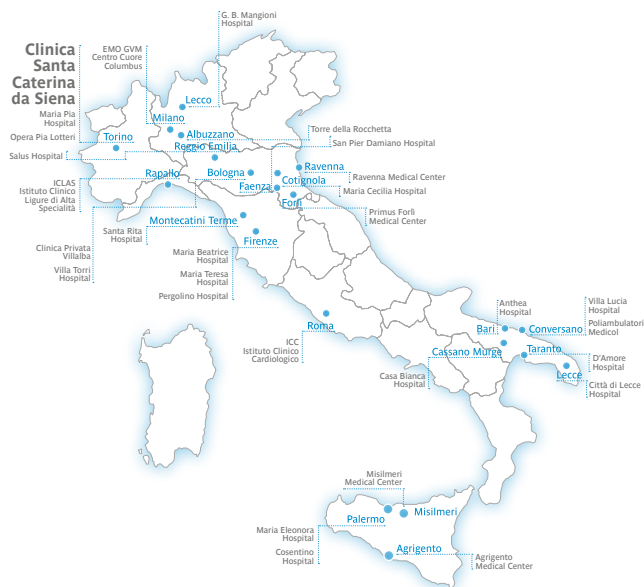 G. B. Mangioni
Hospital
Clinica
Santa
Caterina
da Siena
EMO GVM
Centro Cuore
Columbus
Lecco
Maria Pia
Hospital
Milano
Opera Pia Lotteri
Torino
Albuzzano
Torre della Rocchetta
Salus Hospital
Reggio Emilia
San Pier Damiano Hospital
Ravenna
Rapallo
Bologna
Ravenna Medical Center
ICLAS
Istituto Clinico
Ligure di Alta
Specialità
Faenza
Cotignola
Maria Cecilia Hospital
Forlì
Primus Forlì
Medical Center
Montecatini Terme
Santa Rita
Hospital
Firenze
Clinica Privata
Villalba
Villa Torri
Hospital
Maria Beatrice
Hospital
Maria Teresa
Hospital
Pergolino Hospital
Roma
ICC
Istituto Clinico
Cardiologico
Anthea
Hospital
Villa Lucia
Hospital
Poliambulatori
Medicol
Bari
Conversano
Cassano Murge
Taranto
D'Amore
Hospital
Casa Bianca
Hospital
Lecce
Città di Lecce
Hospital
Misilmeri
Medical Center
Palermo
Misilmeri
Maria Eleonora
Hospital
Cosentino
Hospital
Agrigento
Agrigento
Medical Center